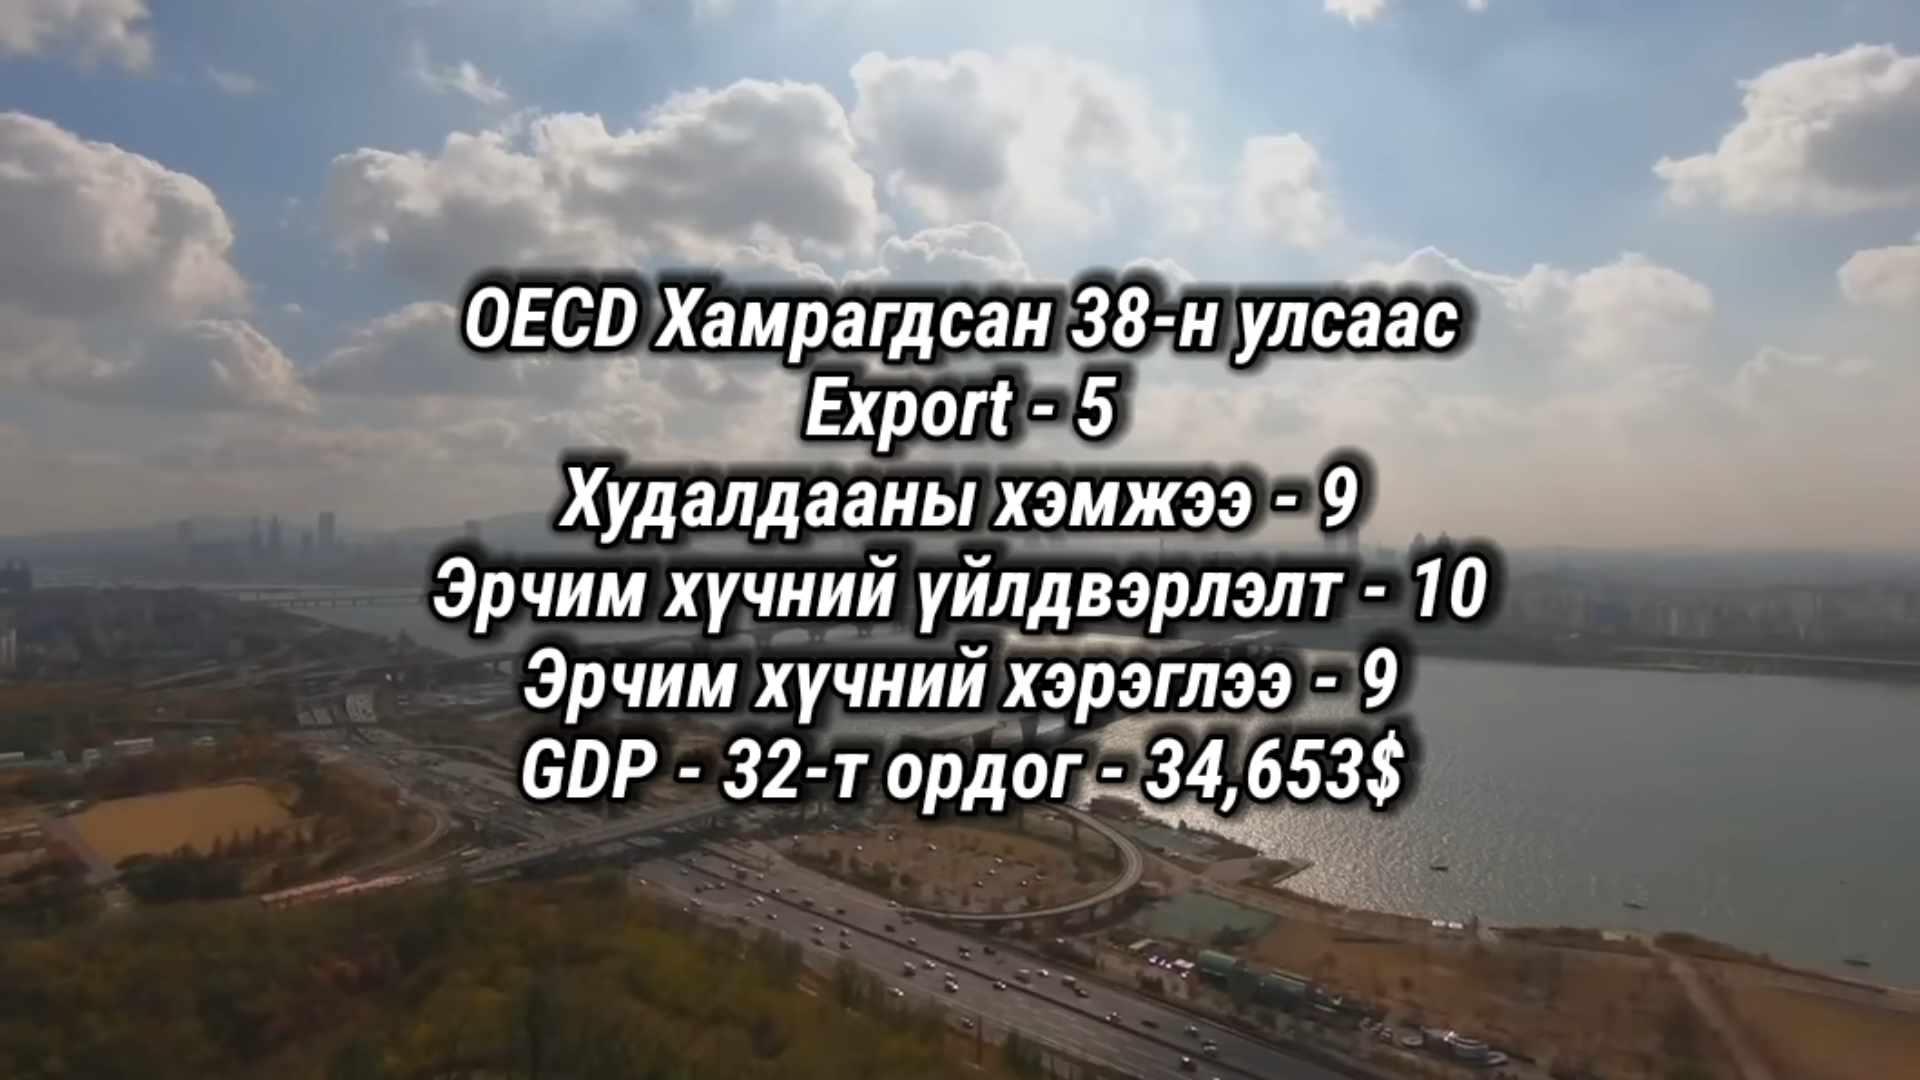 OECD Хамрагдсан 38-н улсаас
Export - 5
Худалдааны хэмжээ - 9
Эрчим хүчний үйлдвэрлэлт - 10
Эрчим хүчний хэрэглээ - 9
GDP - 32-т ордог - 34,653$